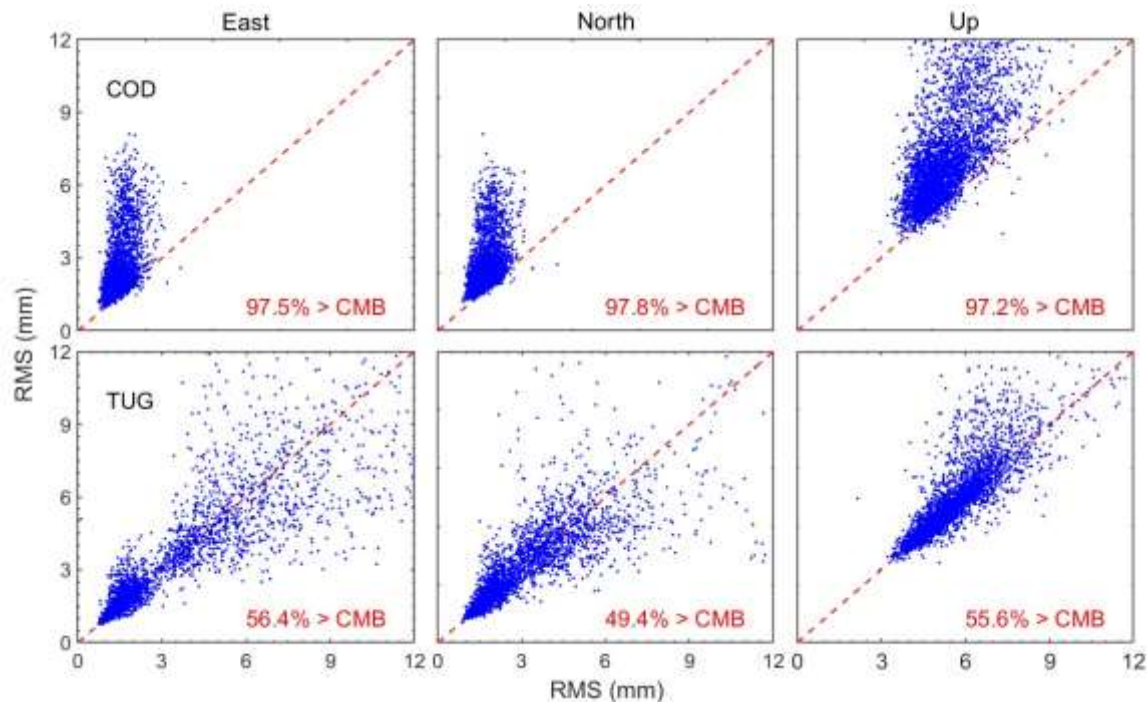 East North Up
12
COD
9
6
3
97.5% > CMB 97.8% > CMB 97.2% > CMB
0
RMS (mm)
12
TUG
9
6
3
56.4% > CMB 49.4% > CMB 55.6% > CMB
0
0 3 6 9 12 0 3 6 9 12 0 3 6 9 12
RMS (mm)